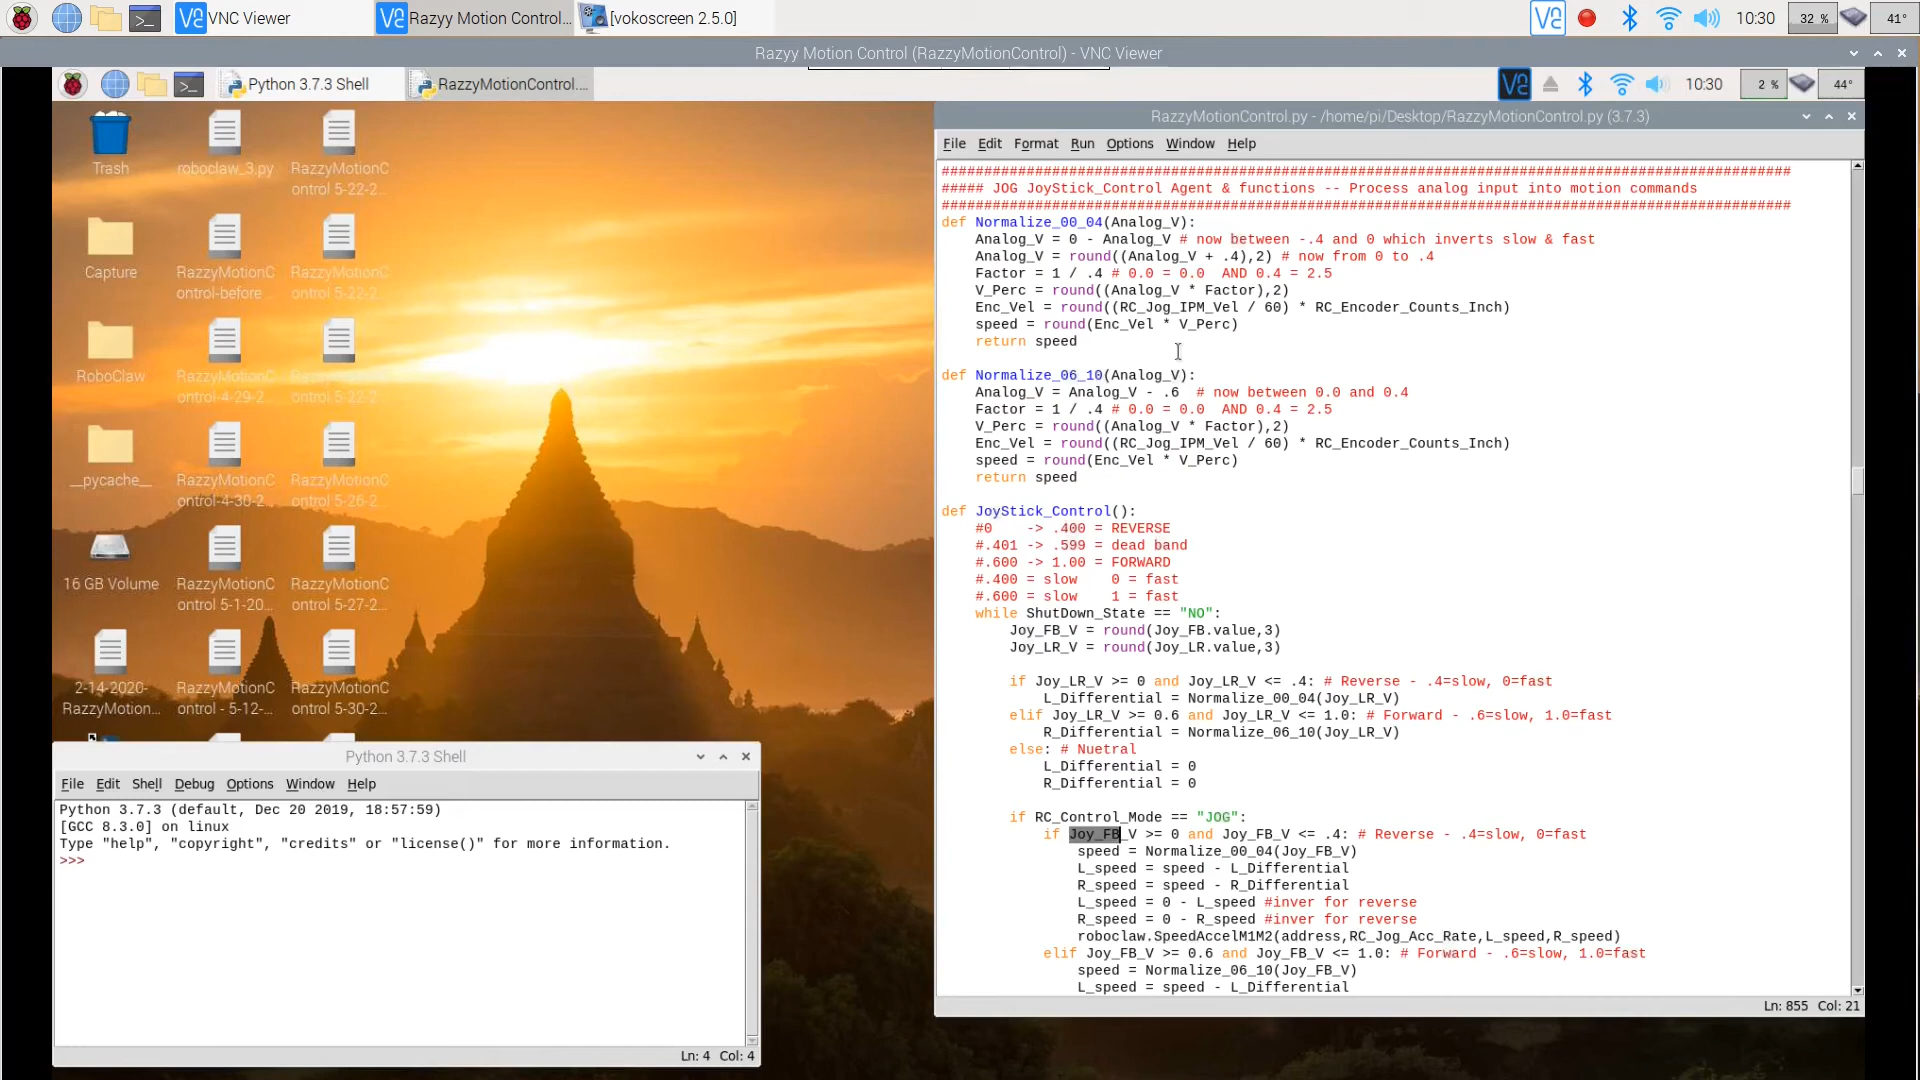 VNC Viewer
Razyy Motion Control...
[vokoscreen 2.5.0]
10:30
32 %
41°
Razyy Motion Control (RazzyMotionControl) - VNC Viewer
Python 3.7.3 Shell
RazzyMotionControl....
10:30
2 %
44°
Trash
roboclaw_3.py
RazzyMotionC
ontrol 5-22-2...
Capture
RazzyMotionC
ontrol-before...
RazzyMotionC
ontrol 5-22-2...
RoboClaw
RazzyMotionC
ontrol-4-29-2...
RazzyMotionC
ontrol 5-22-2...
__pycache__
RazzyMotionC
ontrol-4-30-2...
RazzyMotionC
ontrol 5-26-2...
16 GB Volume
RazzyMotionC
ontrol 5-1-20...
RazzyMotionC
ontrol 5-27-2...
2-14-2020-
RazzyMotion...
RazzyMotionC
ontrol - 5-12-...
RazzyMotionC
ontrol 5-30-2...
Python 3.7.3 Shell
File Edit Shell Debug Options Window Help
Python 3.7.3 (default, Dec 20 2019, 18:57:59)
[GCC 8.3.0] on linux
Type "help", "copyright", "credits" or "license()" for more information.
>>>
Ln: 4 Col: 4
RazzyMotionControl.py - /home/pi/Desktop/RazzyMotionControl.py (3.7.3)
File Edit Format Run Options Window Help
####################################################################################################
##### JOG JoyStick_Control Agent & functions -- Process analog input into motion commands
####################################################################################################
def Normalize_00_04(Analog_V):
    Analog_V = 0 - Analog_V # now between -.4 and 0 which inverts slow & fast
    Analog_V = round((Analog_V + .4),2) # now from 0 to .4
    Factor = 1 / .4 # 0.0 = 0.0  AND 0.4 = 2.5
    V_Perc = round((Analog_V * Factor),2)
    Enc_Vel = round((RC_Jog_IPM_Vel / 60) * RC_Encoder_Counts_Inch)
    speed = round(Enc_Vel * V_Perc)
    return speed
def Normalize_06_10(Analog_V):
    Analog_V = Analog_V - .6  # now between 0.0 and 0.4
    Factor = 1 / .4 # 0.0 = 0.0  AND 0.4 = 2.5
    V_Perc = round((Analog_V * Factor),2)
    Enc_Vel = round((RC_Jog_IPM_Vel / 60) * RC_Encoder_Counts_Inch)
    speed = round(Enc_Vel * V_Perc)
    return speed
def JoyStick_Control():
    #0    -> .400 = REVERSE
    #.401 -> .599 = dead band
    #.600 -> 1.00 = FORWARD
    #.400 = slow    0 = fast
    #.600 = slow    1 = fast
    while ShutDown_State == "NO":
        Joy_FB_V = round(Joy_FB.value,3)
        Joy_LR_V = round(Joy_LR.value,3)
        if Joy_LR_V >= 0 and Joy_LR_V <= .4: # Reverse - .4=slow, 0=fast
            L_Differential = Normalize_00_04(Joy_LR_V)
        elif Joy_LR_V >= 0.6 and Joy_LR_V <= 1.0: # Forward - .6=slow, 1.0=fast
            R_Differential = Normalize_06_10(Joy_LR_V)
        else: # Nuetral
            L_Differential = 0
            R_Differential = 0
        if RC_Control_Mode == "JOG":
            if Joy_FB_V >= 0 and Joy_FB_V <= .4: # Reverse - .4=slow, 0=fast
                speed = Normalize_00_04(Joy_FB_V)
                L_speed = speed - L_Differential
                R_speed = speed - R_Differential
                L_speed = 0 - L_speed #inver for reverse
                R_speed = 0 - R_speed #inver for reverse
                roboclaw.SpeedAccelM1M2(address,RC_Jog_Acc_Rate,L_speed,R_speed)
            elif Joy_FB_V >= 0.6 and Joy_FB_V <= 1.0: # Forward - .6=slow, 1.0=fast
                speed = Normalize_06_10(Joy_FB_V)
                L_speed = speed - L_Differential
Ln: 855 Col: 21